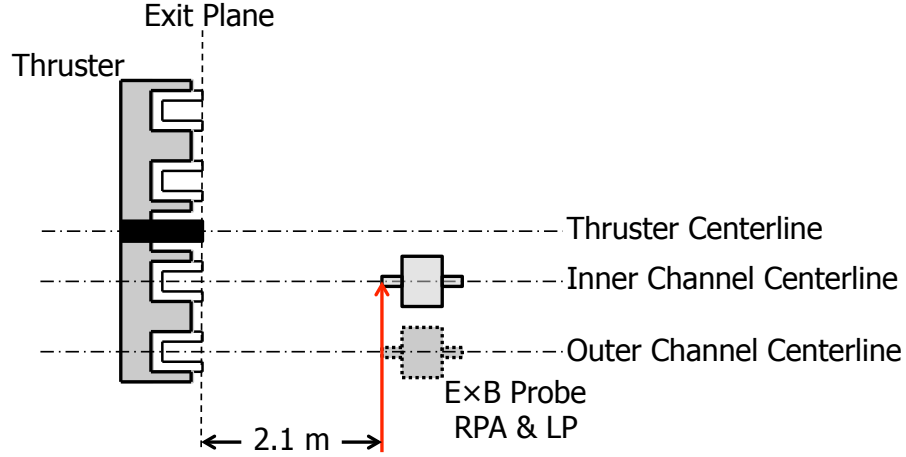 Exit Plane
Thruster
Thruster Centerline
Inner Channel Centerline
Outer Channel Centerline
E×B Probe
RPA & LP
2.1 m